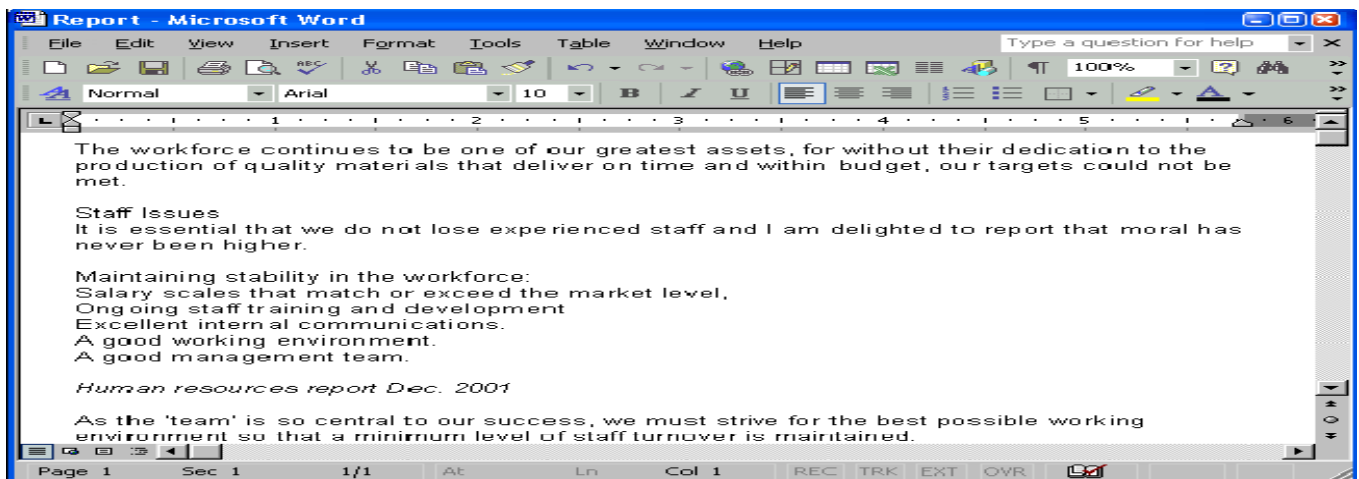 Report - Microsoft Word
File Edit View Insert Format Tools Table Window Help Type a question for help
ABC 100%
Normal Arial 10 B I U
1 2 3 4 5 6
The workforce continues to be one of our greatest assets, for without their dedication to the
production of quality materials that deliver on time and within budget, our targets could not be
met.
Staff Issues
It is essential that we do not lose experienced staff and I am delighted to report that moral has
never been higher.
Maintaining stability in the workforce:
Salary scales that match or exceed the market level,
Ongoing staff training and development
Excellent internal communications.
A good working environment.
A good management team.
Human resources report Dec. 2001
As the 'team' is so central to our success, we must strive for the best possible working
environment so that a minimum level of staff turnover is maintained.
Page 1 Sec 1 1/1 At Ln Col 1 REC TRK EXT OVR